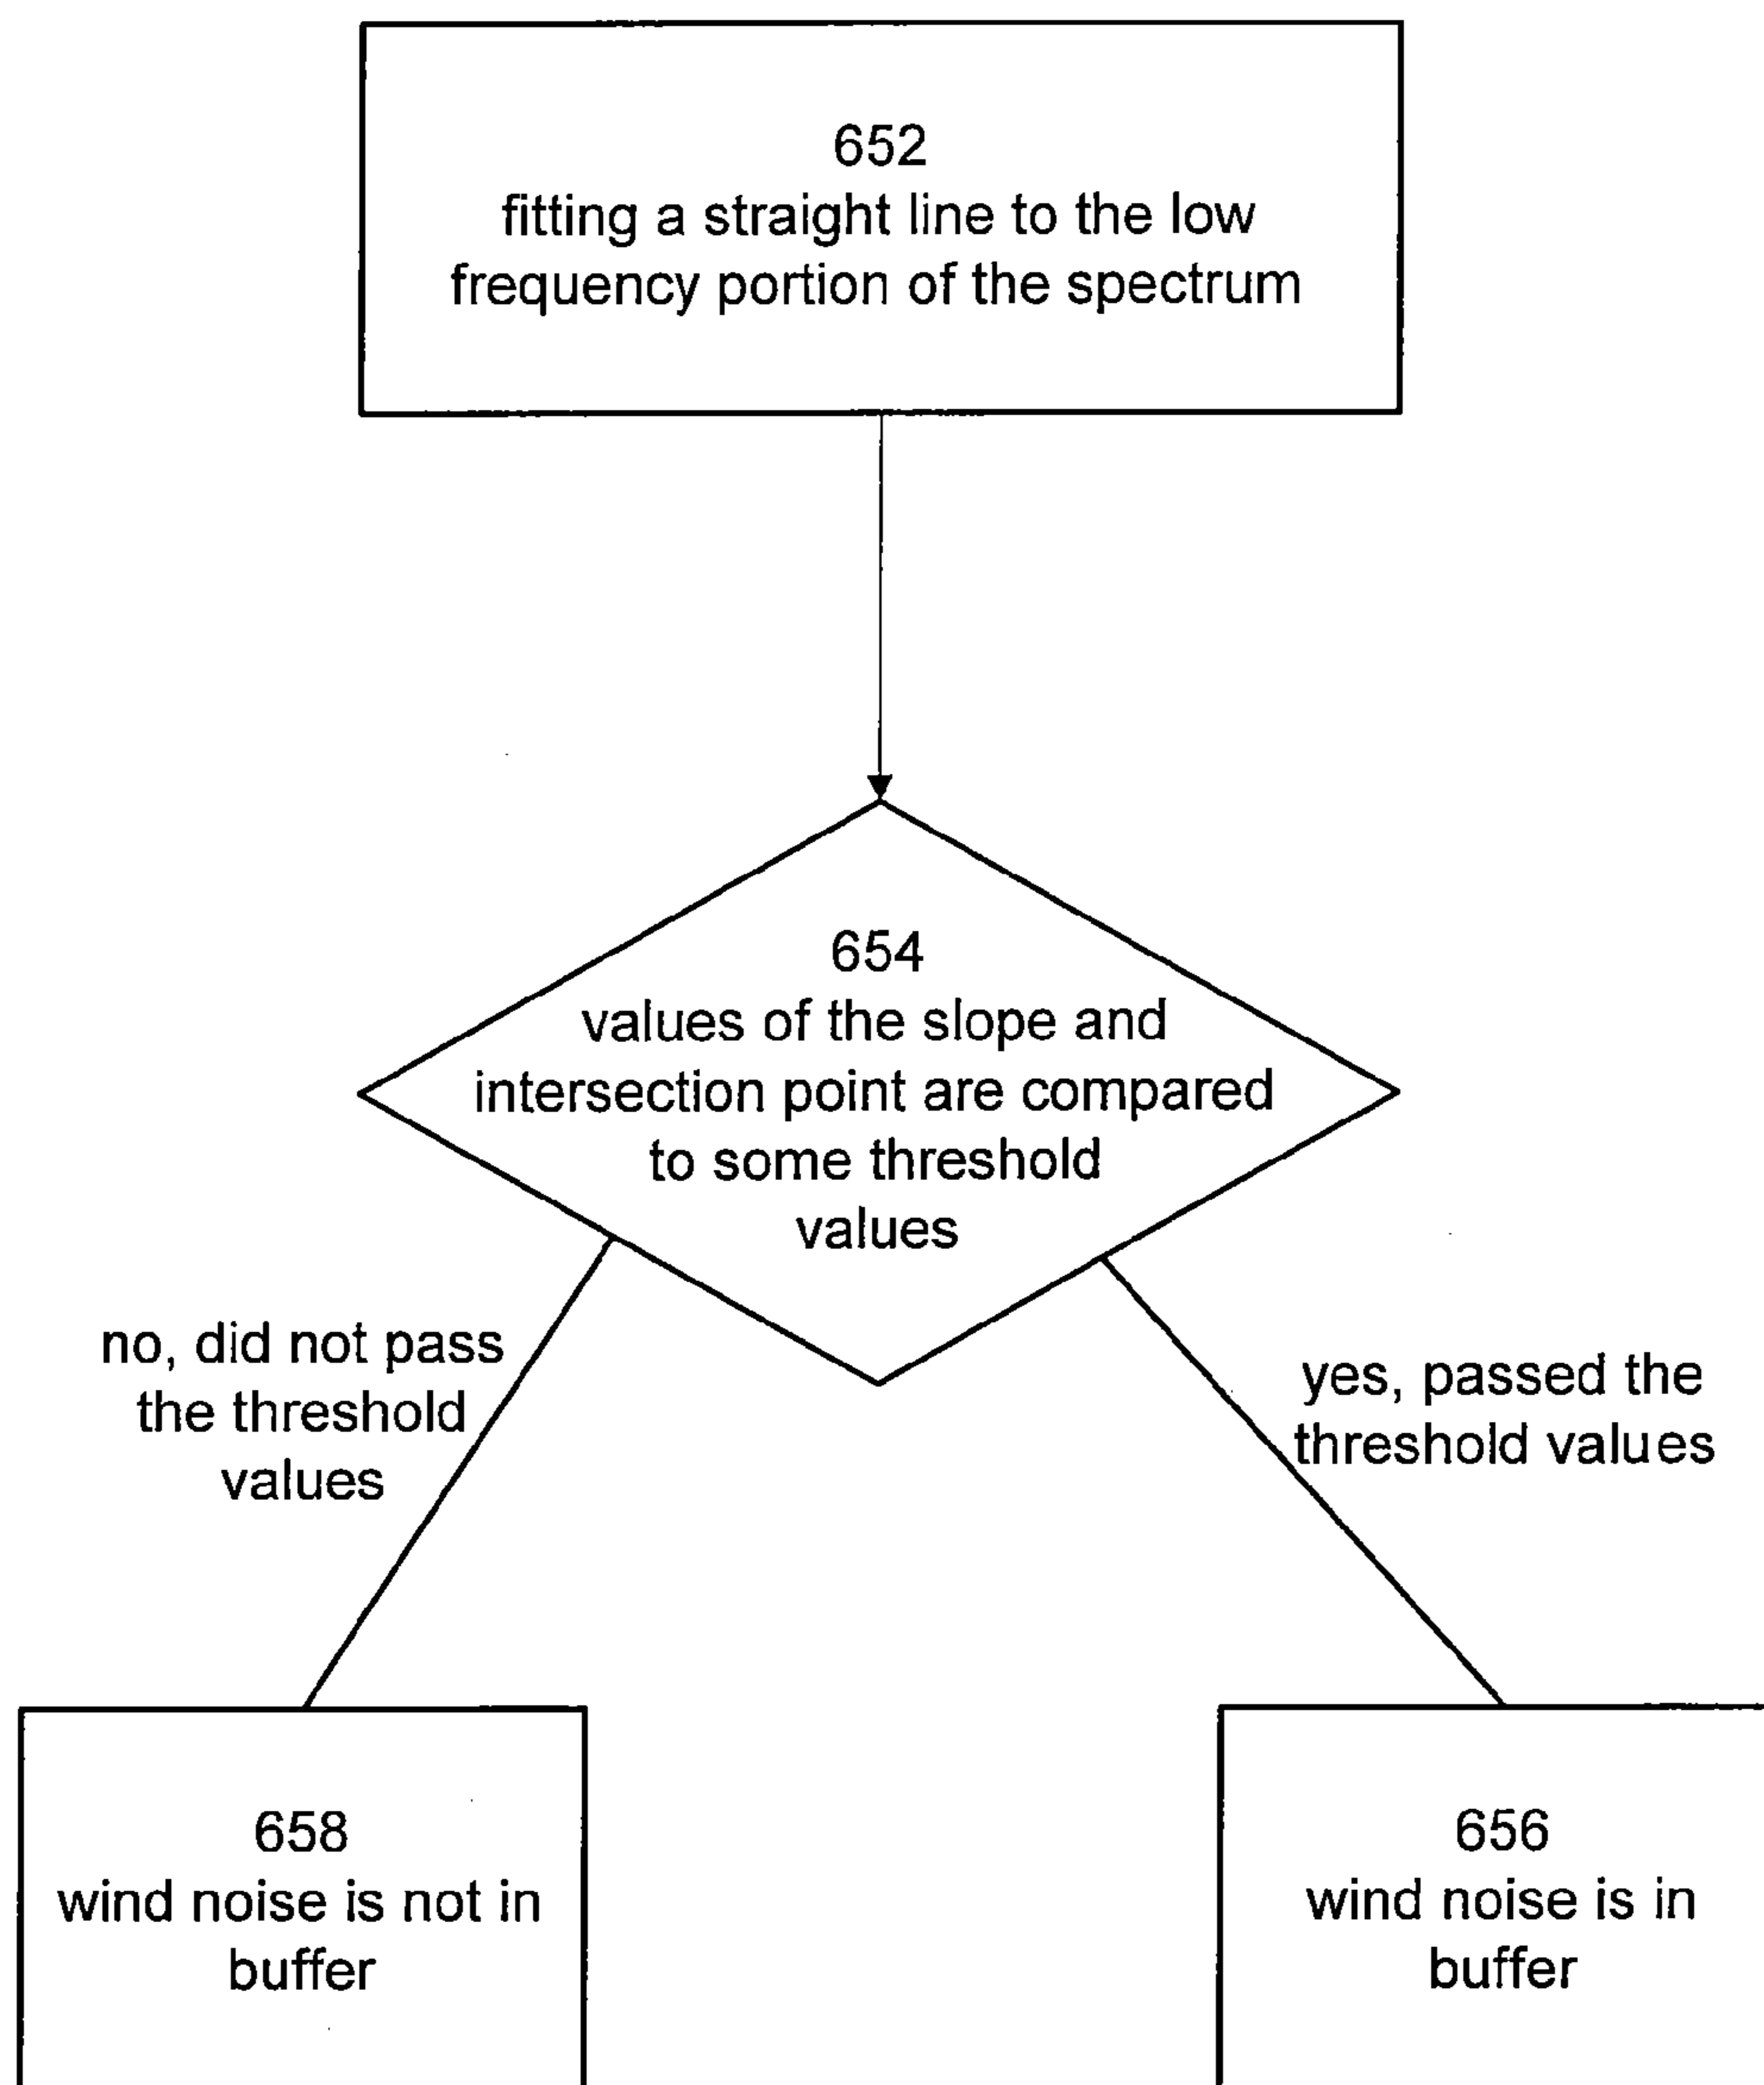 652
fitting a straight line to the low
frequency portion of the spectrum
654
values of the slope and
intersection point are compared
to some threshold
values
no, did not pass
the threshold
values
yes, passed the
threshold values
658
wind noise is not in
buffer
656
wind noise is in
buffer